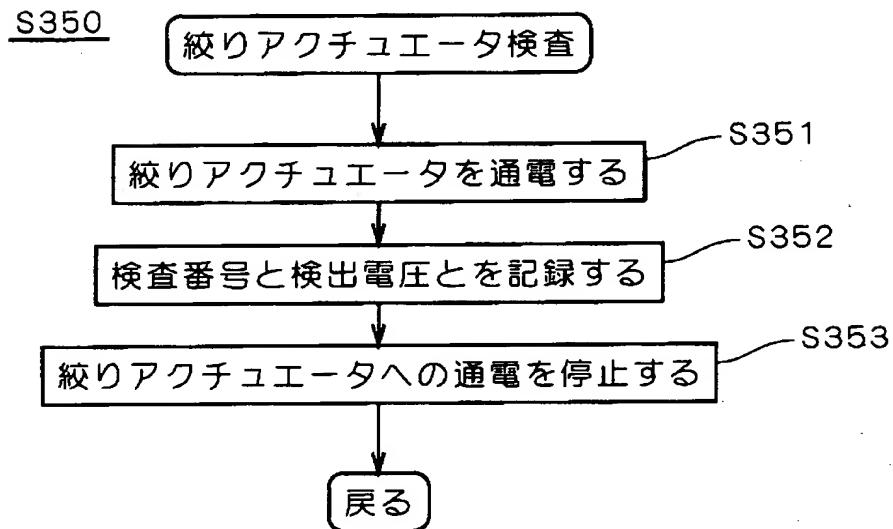 S350
絞りアクチュエータ検査
S351
絞りアクチュエータを通電する
S352
検査番号と検出電圧とを記録する
S353
絞りアクチュエータへの通電を停止する
戻る